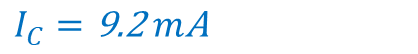 I_C = 9.2mA